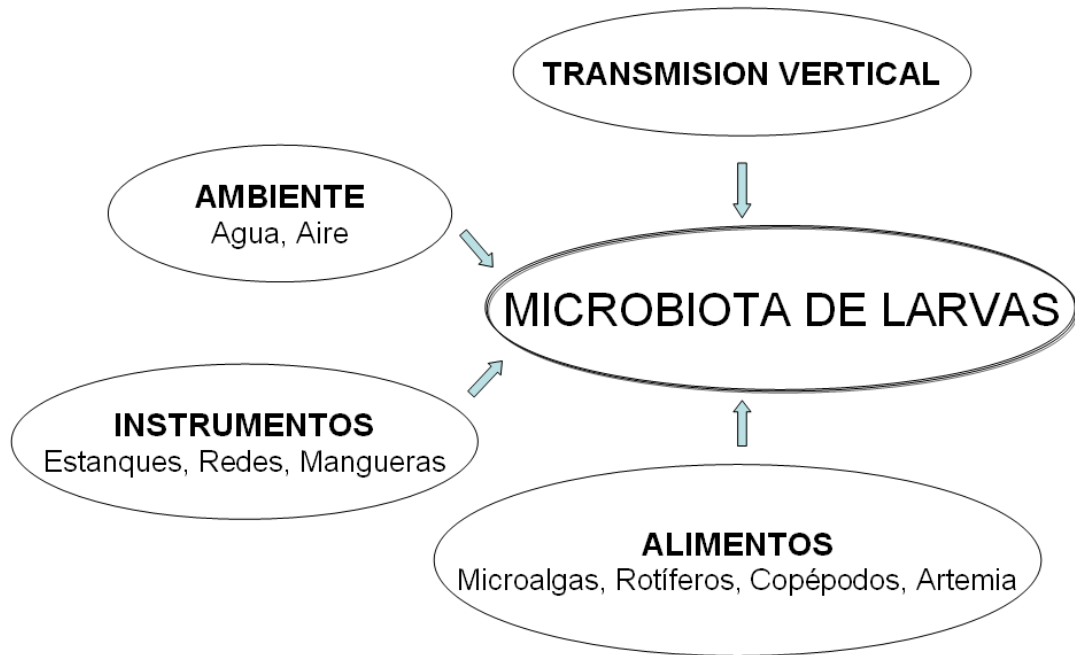 TRANSMISION VERTICAL
AMBIENTE
Agua, Aire
MICROBIOTA DE LARVAS
INSTRUMENTOS
Estanques, Redes, Mangueras
ALIMENTOS
Microalgas, Rotíferos, Copépodos, Artemia